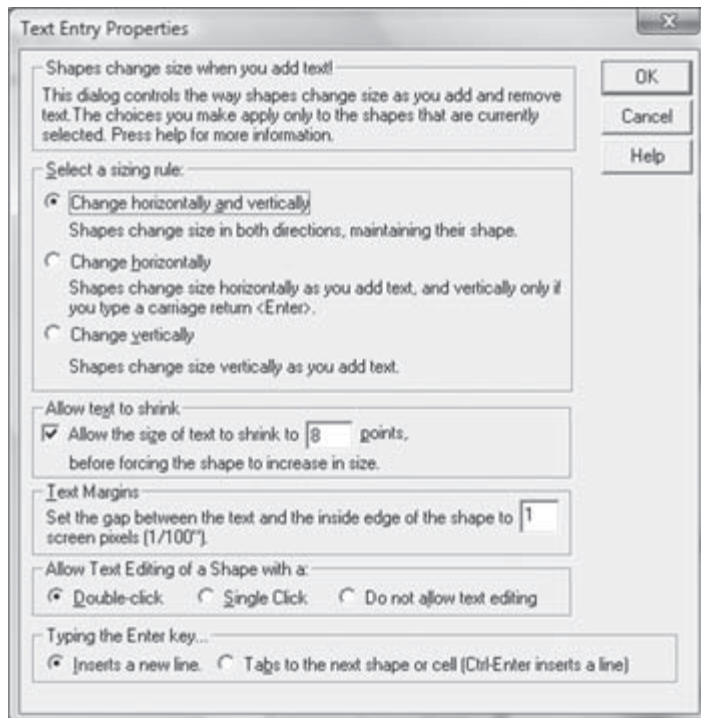 Text Entry Properties
Shapes change size when you add text!
This dialog controls the way shapes change size as you add and remove
text. The choices you make apply only to the shapes that are currently
selected. Press help for more information.
OK
Cancel
Help
Select a sizing rule:
Change horizontally and vertically
Shapes change size in both directions, maintaining their shape.
Change horizontally
Shapes change size horizontally as you add text, and vertically only if
you type a carriage return <Enter>.
Change vertically
Shapes change size vertically as you add text.
Allow text to shrink
Allow the size of text to shrink to 8 points,
before forcing the shape to increase in size.
Text Margins
Set the gap between the text and the inside edge of the shape to 1
screen pixels (1/100").
Allow Text Editing of a Shape with a:
Double-click Single Click Do not allow text editing
Typing the Enter key...
Inserts a new line. Tabs to the next shape or cell (Ctrl-Enter inserts a line)